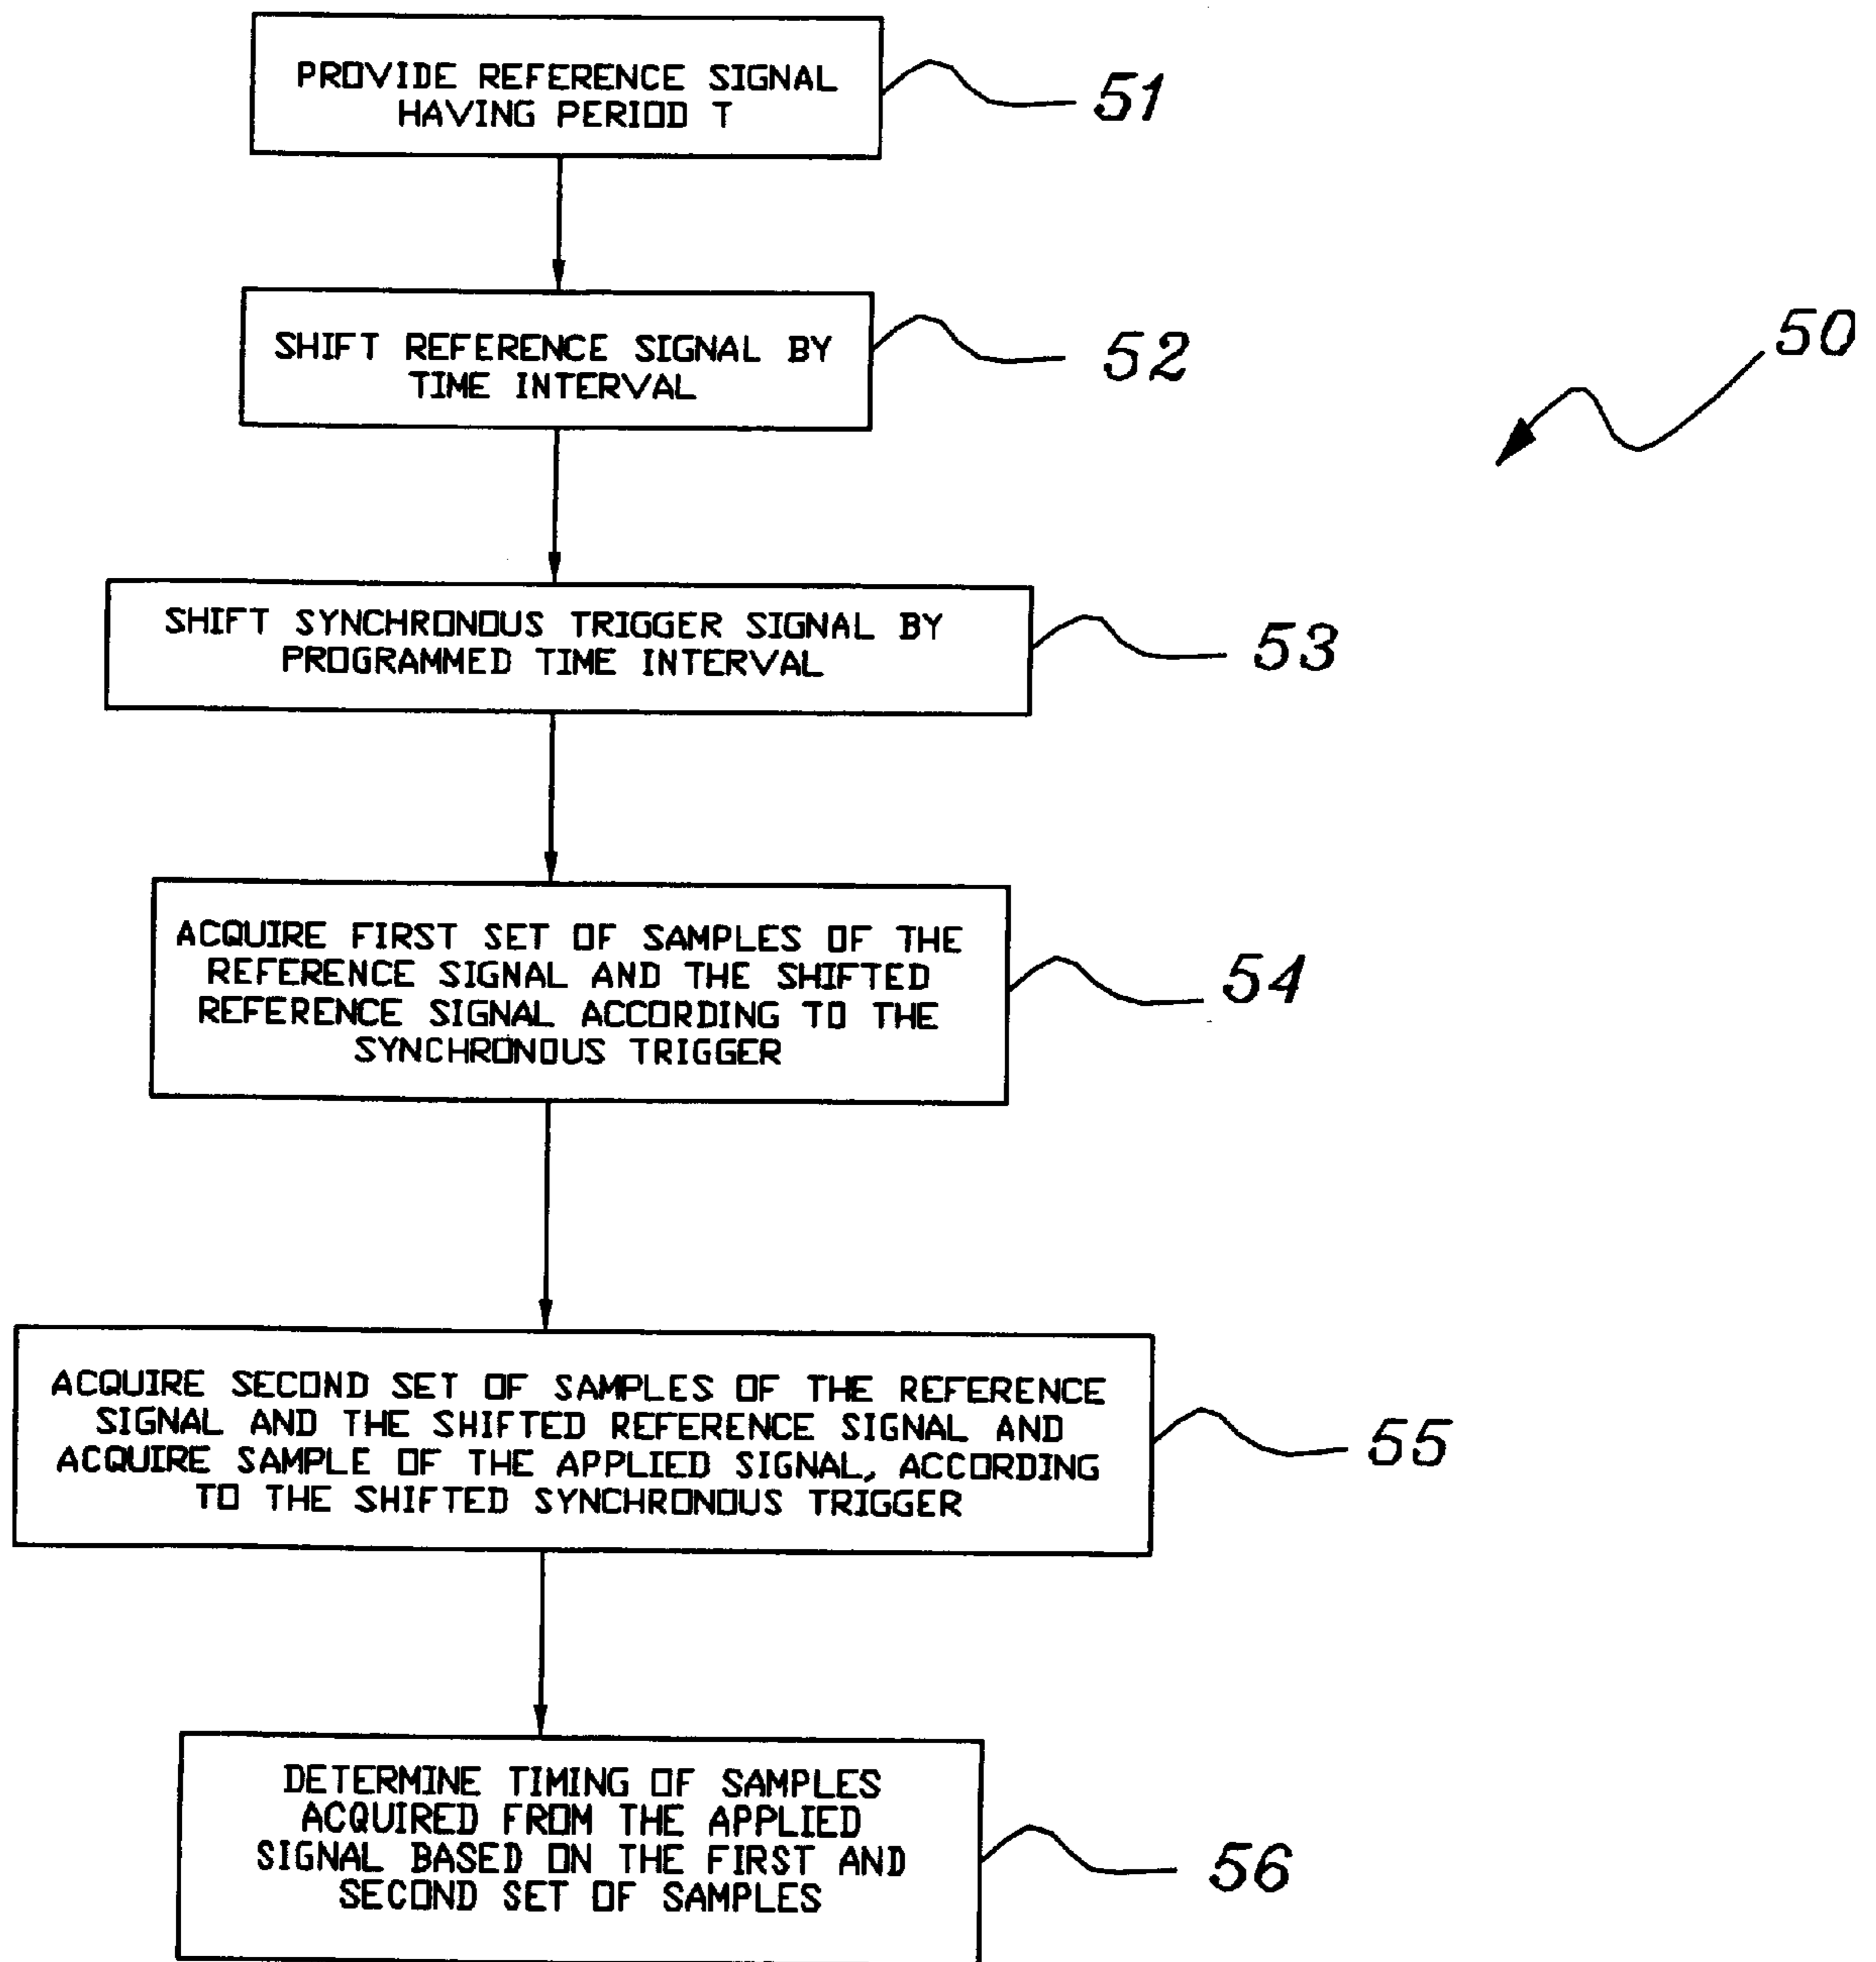 PROVIDE REFERENCE SIGNAL
HAVING PERIOD T
51
SHIFT REFERENCE SIGNAL BY
TIME INTERVAL
52
50
SHIFT SYNCHRONOUS TRIGGER SIGNAL BY
PROGRAMMED TIME INTERVAL
53
ACQUIRE FIRST SET OF SAMPLES OF THE
REFERENCE SIGNAL AND THE SHIFTED
REFERENCE SIGNAL ACCORDING TO THE
SYNCHRONOUS TRIGGER
54
ACQUIRE SECOND SET OF SAMPLES OF THE REFERENCE
SIGNAL AND THE SHIFTED REFERENCE SIGNAL AND
ACQUIRE SAMPLE OF THE APPLIED SIGNAL, ACCORDING
TO THE SHIFTED SYNCHRONOUS TRIGGER
55
DETERMINE TIMING OF SAMPLES
ACQUIRED FROM THE APPLIED
SIGNAL BASED ON THE FIRST AND
SECOND SET OF SAMPLES
56